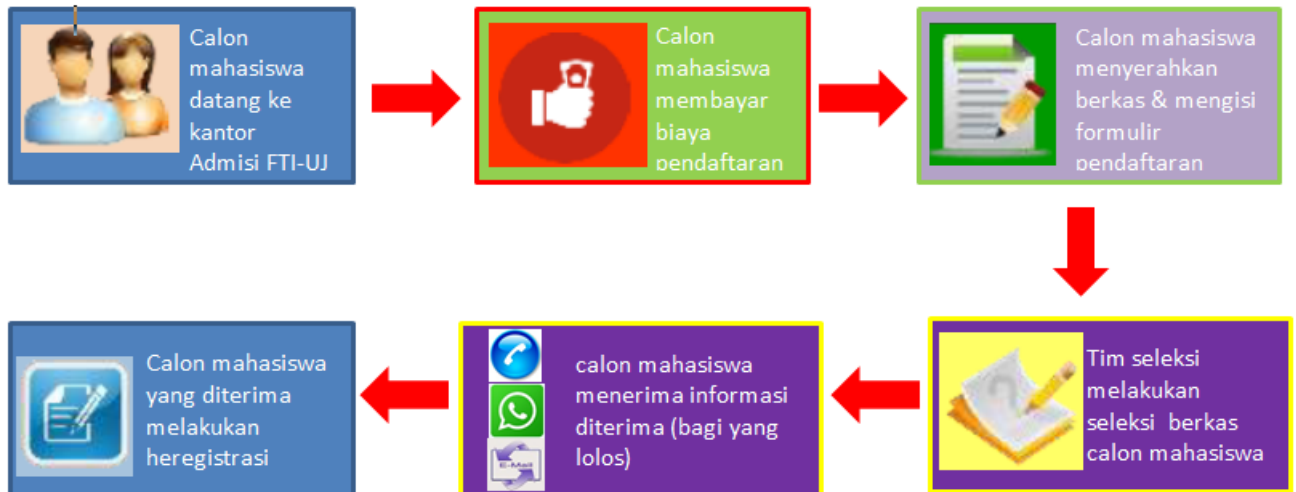 Calon
mahasiswa
datang ke
kantor
Admisi FTI-UJ
Calon
mahasiswa
membayar
biaya
pendaftaran
Calon mahasiswa
menyerahkan
berkas & mengisi
formulir
pendaftaran
Tim seleksi
melakukan
seleksi berkas
calon mahasiswa
calon mahasiswa
menerima informasi
diterima (bagi yang
lolos)
E-Mail
Calon mahasiswa
yang diterima
melakukan
heregistrasi